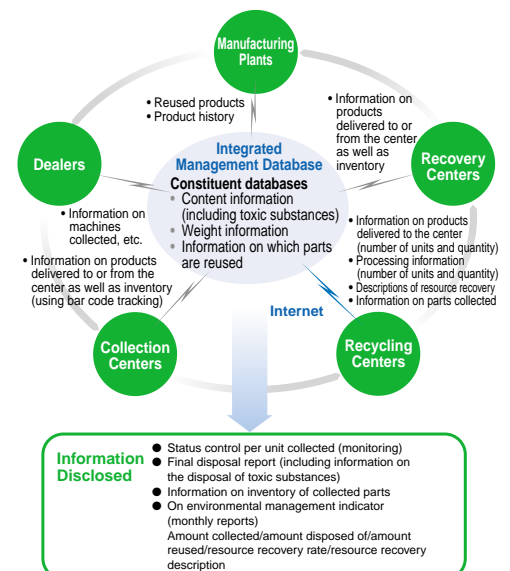 Manufacturing
Plants
• Reused products
• Product history
• Information on
products
delivered to or
from the center
as well as
inventory
Dealers
Integrated
Management Database
Constituent databases
• Content information
(including toxic substances)
• Weight information
• Information on which parts
are reused
Recovery
Centers
• Information on
machines
collected, etc.
• Information on products
delivered to or from the
center as well as inventory
(using bar code tracking)
• Information on products
delivered to the center
(number of units and quantity)
• Processing information
(number of units and quantity)
• Descriptions of resource recovery
• Information on parts collected
Internet
Collection
Centers
Recycling
Centers
Information
Disclosed
● Status control per unit collected (monitoring)
● Final disposal report (including information on
the disposal of toxic substances)
● Information on inventory of collected parts
● On environmental management indicator
(monthly reports)
Amount collected/amount disposed of/amount
reused/resource recovery rate/resource recovery
description